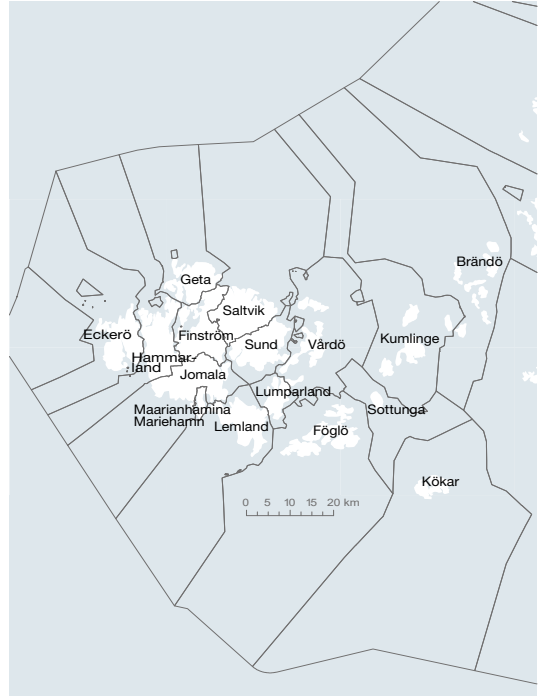 Brändö
Geta
Saltvik
Eckerö
Finström
Sund
Vårdö
Kumlinge
Hammar-
land
Jomala
Lumparland
Maarianhamina
Mariehamn
Lemland
Sottunga
Föglö
Kökar
0 5 10 15 20 km